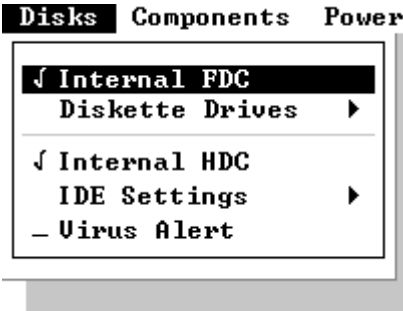 Disks Components Power
√ Internal FDC
Diskette Drives ▶
√ Internal HDC
IDE Settings ▶
_ Virus Alert